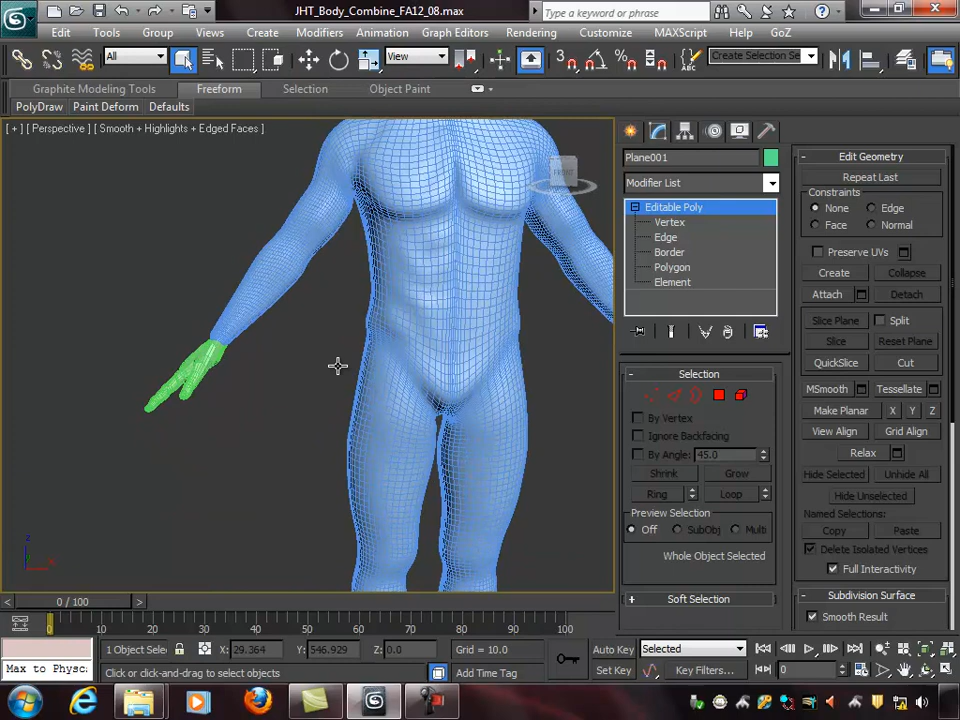 JHT_Body_Combine_FA12_08.max
Type a keyword or phrase
Edit Tools Group Views Create Modifiers Animation Graph Editors Rendering Customize MAXScript Help GoZ
All View 3 Create Selection Se
Graphite Modeling Tools Freeform Selection Object Paint
PolyDraw Paint Deform Defaults
[ + ] [ Perspective ] [ Smooth + Highlights + Edged Faces ]
FRONT
Plane001
Modifier List
Editable Poly
Vertex
Edge
Border
Polygon
Element
Selection
By Vertex
Ignore Backfacing
By Angle: 45.0
Shrink Grow
Ring Loop
Preview Selection
Off SubObj Multi
Whole Object Selected
Soft Selection
Edit Geometry
Repeat Last
Constraints
None Edge
Face Normal
Preserve UVs
Create Collapse
Attach Detach
Slice Plane Split
Slice Reset Plane
QuickSlice Cut
MSmooth Tessellate
Make Planar X Y Z
View Align Grid Align
Relax
Hide Selected Unhide All
Hide Unselected
Named Selections:
Copy Paste
Delete Isolated Vertices
Full Interactivity
Subdivision Surface
Smooth Result
z
x
< 0 / 100 >
0 10 20 30 40 50 60 70 80 90 100
1 Object Selec X: 29.364 Y: 546.929 Z: 0.0 Grid = 10.0 Auto Key Selected
Max to Physc Click or click-and-drag to select objects Add Time Tag Set Key Key Filters... 0